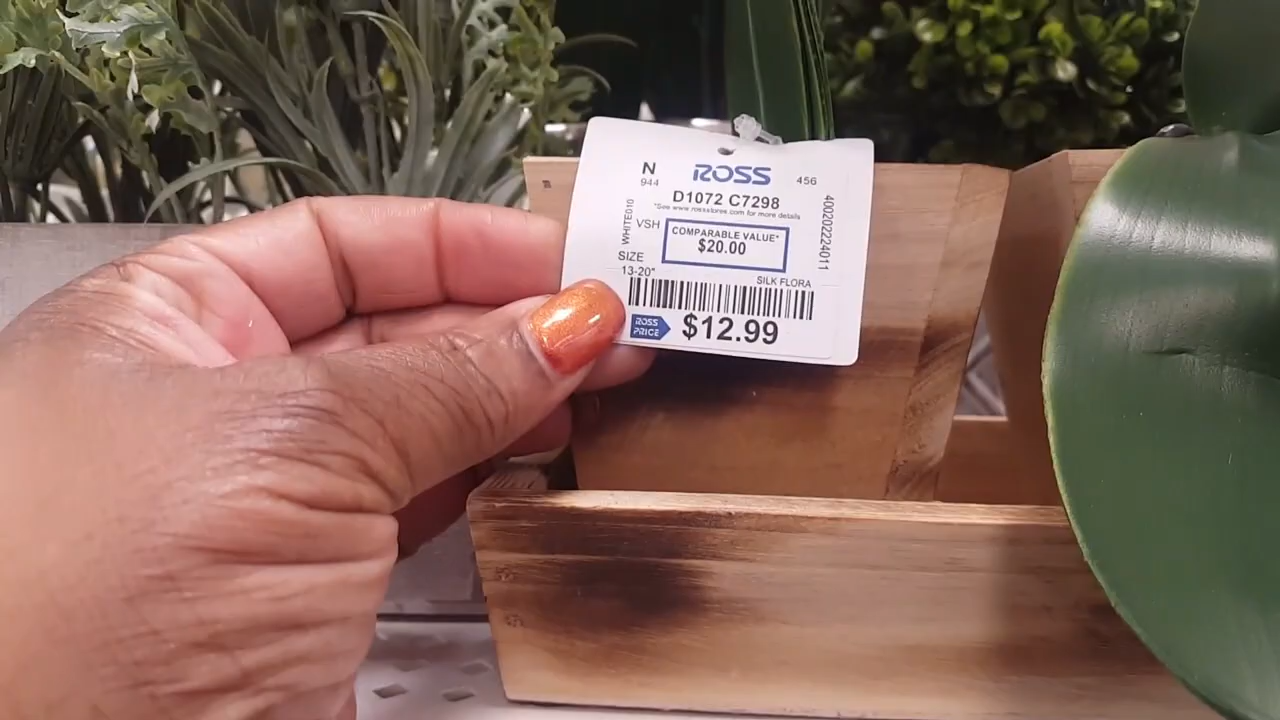 N
944
ROSS
456
D1072 C7298
*See www.rossstores.com for more details
WHITE010
VSH
COMPARABLE VALUE*
$20.00
400202224011
SIZE
13-20"
SILK FLORA
ROSS
PRICE
$12.99